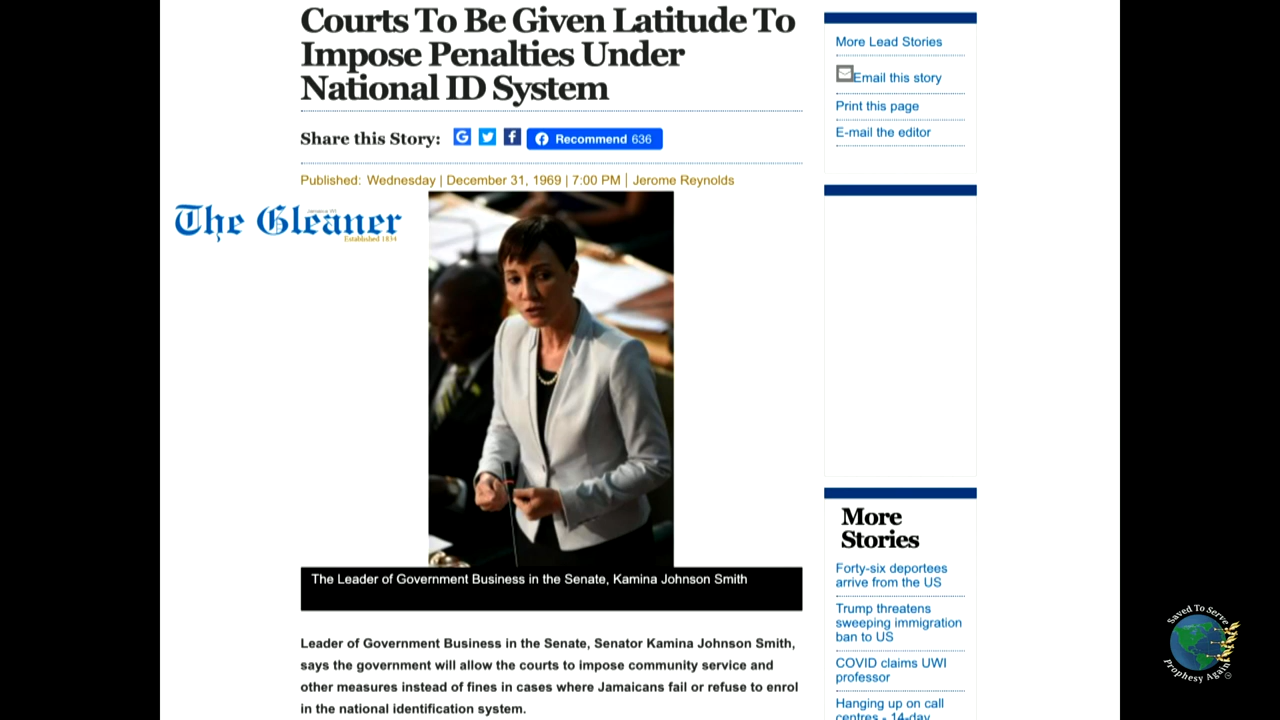 Courts To Be Given Latitude To
Impose Penalties Under
National ID System
Share this Story:
Recommend 636
Published: Wednesday | December 31, 1969 | 7:00 PM | Jerome Reynolds
The Gleaner
Established 1834
The Leader of Government Business in the Senate, Kamina Johnson Smith
Leader of Government Business in the Senate, Senator Kamina Johnson Smith,
says the government will allow the courts to impose community service and
other measures instead of fines in cases where Jamaicans fail or refuse to enrol
in the national identification system.
More Lead Stories
Email this story
Print this page
E-mail the editor
More
Stories
Forty-six deportees
arrive from the US
Trump threatens
sweeping immigration
ban to US
COVID claims UWI
professor
Hanging up on call
centres - 14-day
Saved To Serve
Prophesy Again